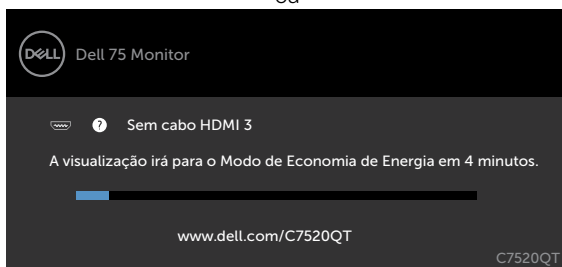 ou
DELL
Dell 75 Monitor
? Sem cabo HDMI 3
A visualização irá para o Modo de Economia de Energia em 4 minutos.
www.dell.com/C7520QT
C7520QT